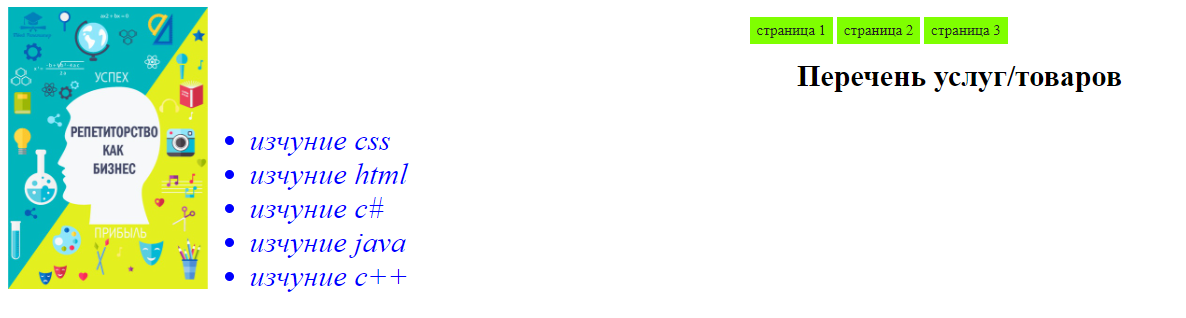 страница 1 страница 2 страница 3
Перечень услуг/товаров
УСПЕХ
РЕПЕТИТОРСТВО
КАК
БИЗНЕС
ПРИБЫЛЬ
изчуние css
изчуние html
изчуние c#
изчуние java
изчуние c++